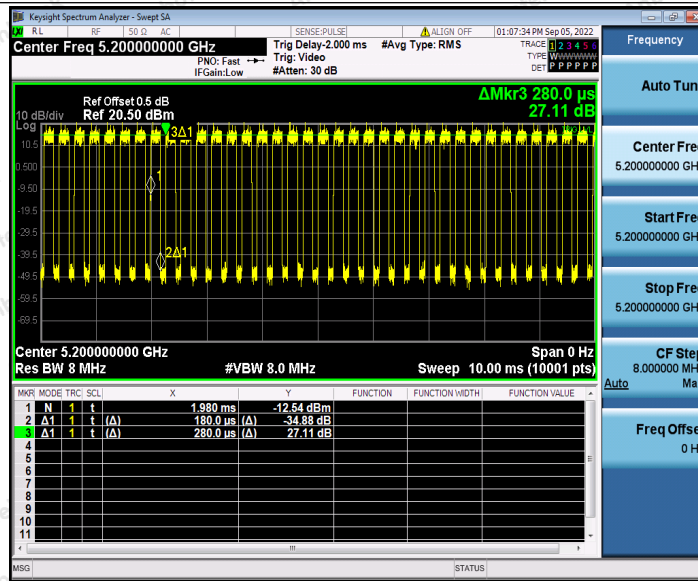 Keysight Spectrum Analyzer - Swept SA
RL RF 50 Ω AC SENSE:PULSE ALIGN OFF 01:07:34 PM Sep 05, 2022
Center Freq 5.200000000 GHz
PNO: Fast
IFGain:Low
Trig Delay-2.000 ms
Trig: Video
#Atten: 30 dB
#Avg Type: RMS
TRACE 1 2 3 4 5 6
TYPE WWWWWW
DET P P P P P P
Frequency
Auto Tun
Center Fre
5.200000000 GH
Start Fre
5.200000000 GH
Stop Fre
5.200000000 GH
CF Step
8.000000 MH
Auto Ma
Freq Offse
0 H
Ref Offset 0.5 dB
10 dB/div Ref 20.50 dBm
Log
ΔMkr3 280.0 µs
27.11 dB
10.5
0.500
-9.50
-19.5
-29.5
-39.5
-49.5
-59.5
-69.5
3Δ1
1
2Δ1
Center 5.200000000 GHz Span 0 Hz
Res BW 8 MHz #VBW 8.0 MHz Sweep 10.00 ms (10001 pts)
MKR MODE TRC SCL X Y FUNCTION FUNCTION WIDTH FUNCTION VALUE
1 N 1 t 1.980 ms -12.54 dBm
2 Δ1 1 t (Δ) 180.0 µs (Δ) -34.88 dB
3 Δ1 1 t (Δ) 280.0 µs (Δ) 27.11 dB
4
5
6
7
8
9
10
11
MSG STATUS